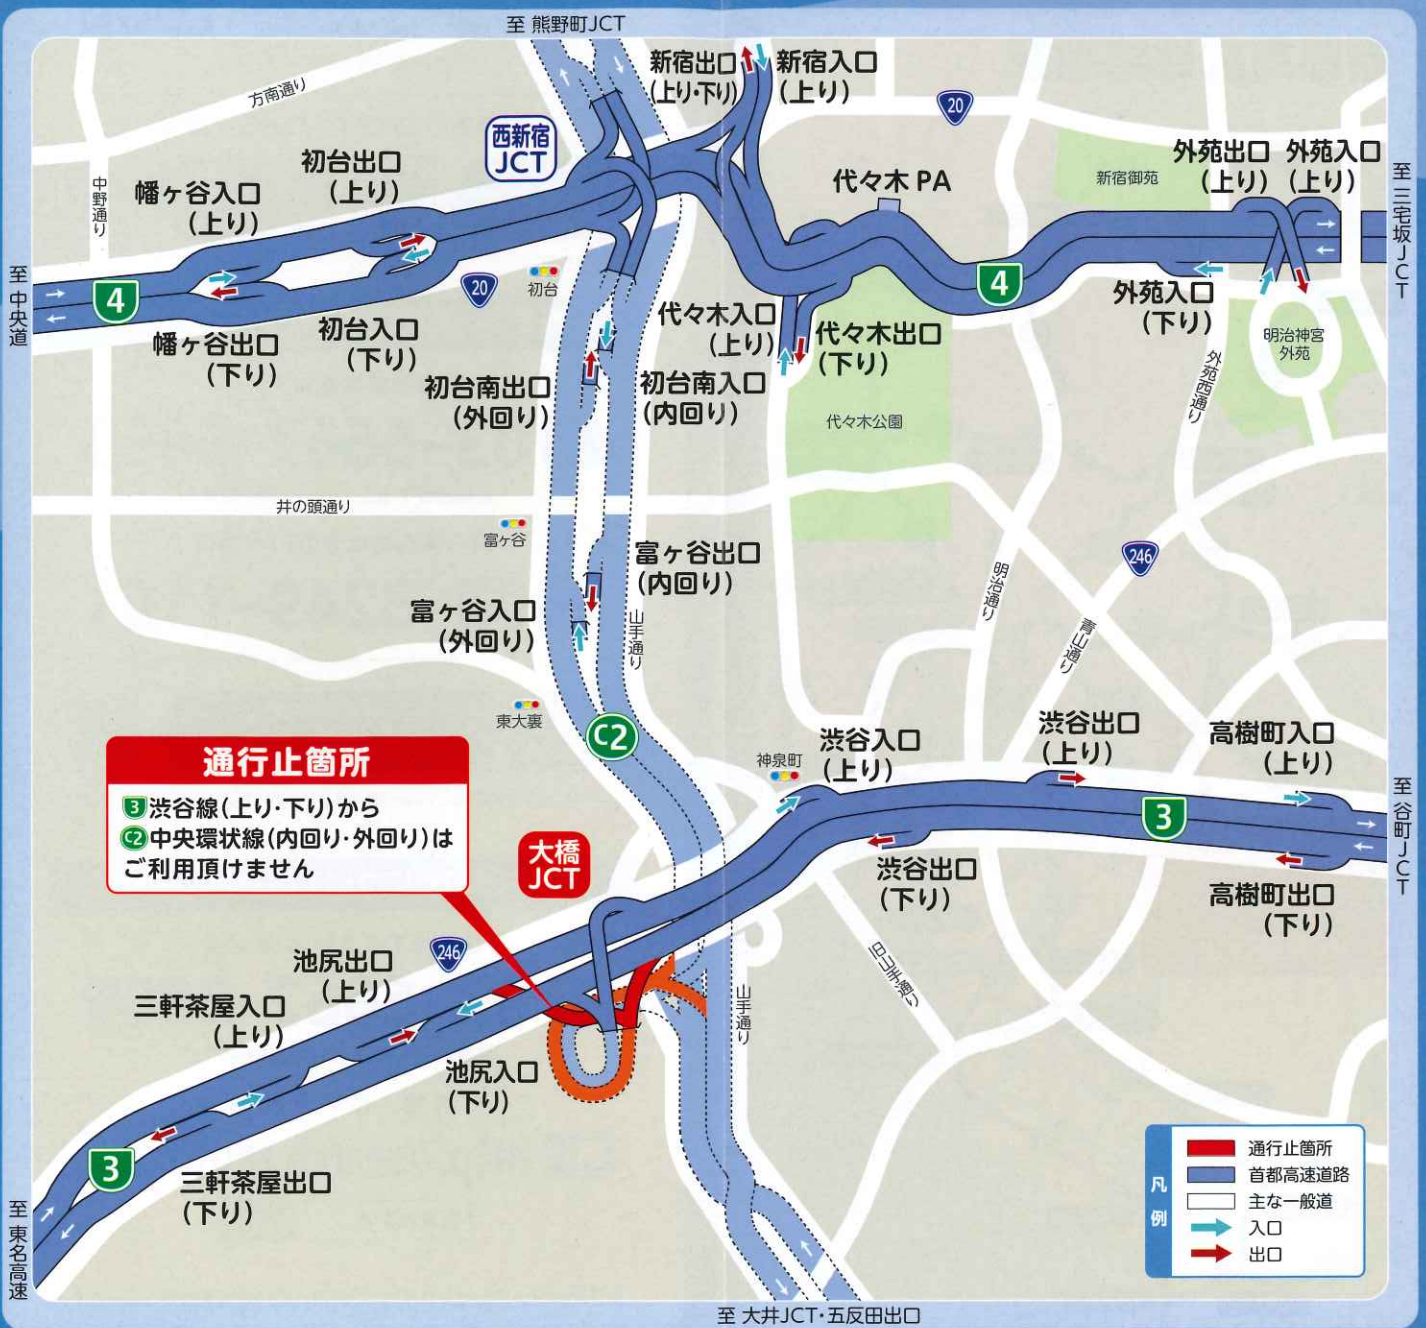 至 熊野町JCT
新宿出口
(上り・下り)
新宿入口
(上り)
方南通り
20
西新宿
JCT
初台出口
(上り)
幡ヶ谷入口
(上り)
中野通り
代々木 PA
新宿御苑
外苑出口
(上り)
外苑入口
(上り)
至 三宅坂JCT
至 中央道
4
20
初台
4
幡ヶ谷出口
(下り)
初台入口
(下り)
代々木入口
(上り)
代々木出口
(下り)
外苑入口
(下り)
明治神宮
外苑
外苑西通り
初台南出口
(外回り)
初台南入口
(内回り)
代々木公園
井の頭通り
富ヶ谷
富ヶ谷出口
(内回り)
246
明治通り
富ヶ谷入口
(外回り)
山手通り
青山通り
東大裏
C2
通行止箇所
3 渋谷線(上り・下り)から
C2 中央環状線(内回り・外回り)は
ご利用頂けません
神泉町
渋谷入口
(上り)
渋谷出口
(上り)
高樹町入口
(上り)
3
至 谷町JCT
大橋
JCT
渋谷出口
(下り)
高樹町出口
(下り)
246
池尻出口
(上り)
旧山手通り
三軒茶屋入口
(上り)
山手通り
池尻入口
(下り)
3
三軒茶屋出口
(下り)
至 東名高速
凡例
通行止箇所
首都高速道路
主な一般道
入口
出口
至 大井JCT・五反田出口